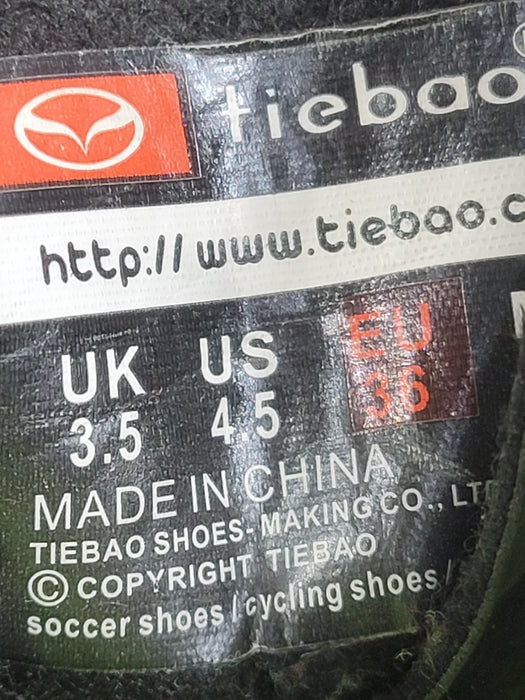 tiebao
http://www.tiebao.c
UK US EU
3.5 4.5 36
MADE IN CHINA
TIEBAO SHOES-MAKING CO., LT
© COPYRIGHT TIEBAO
soccer shoes/cycling shoes/